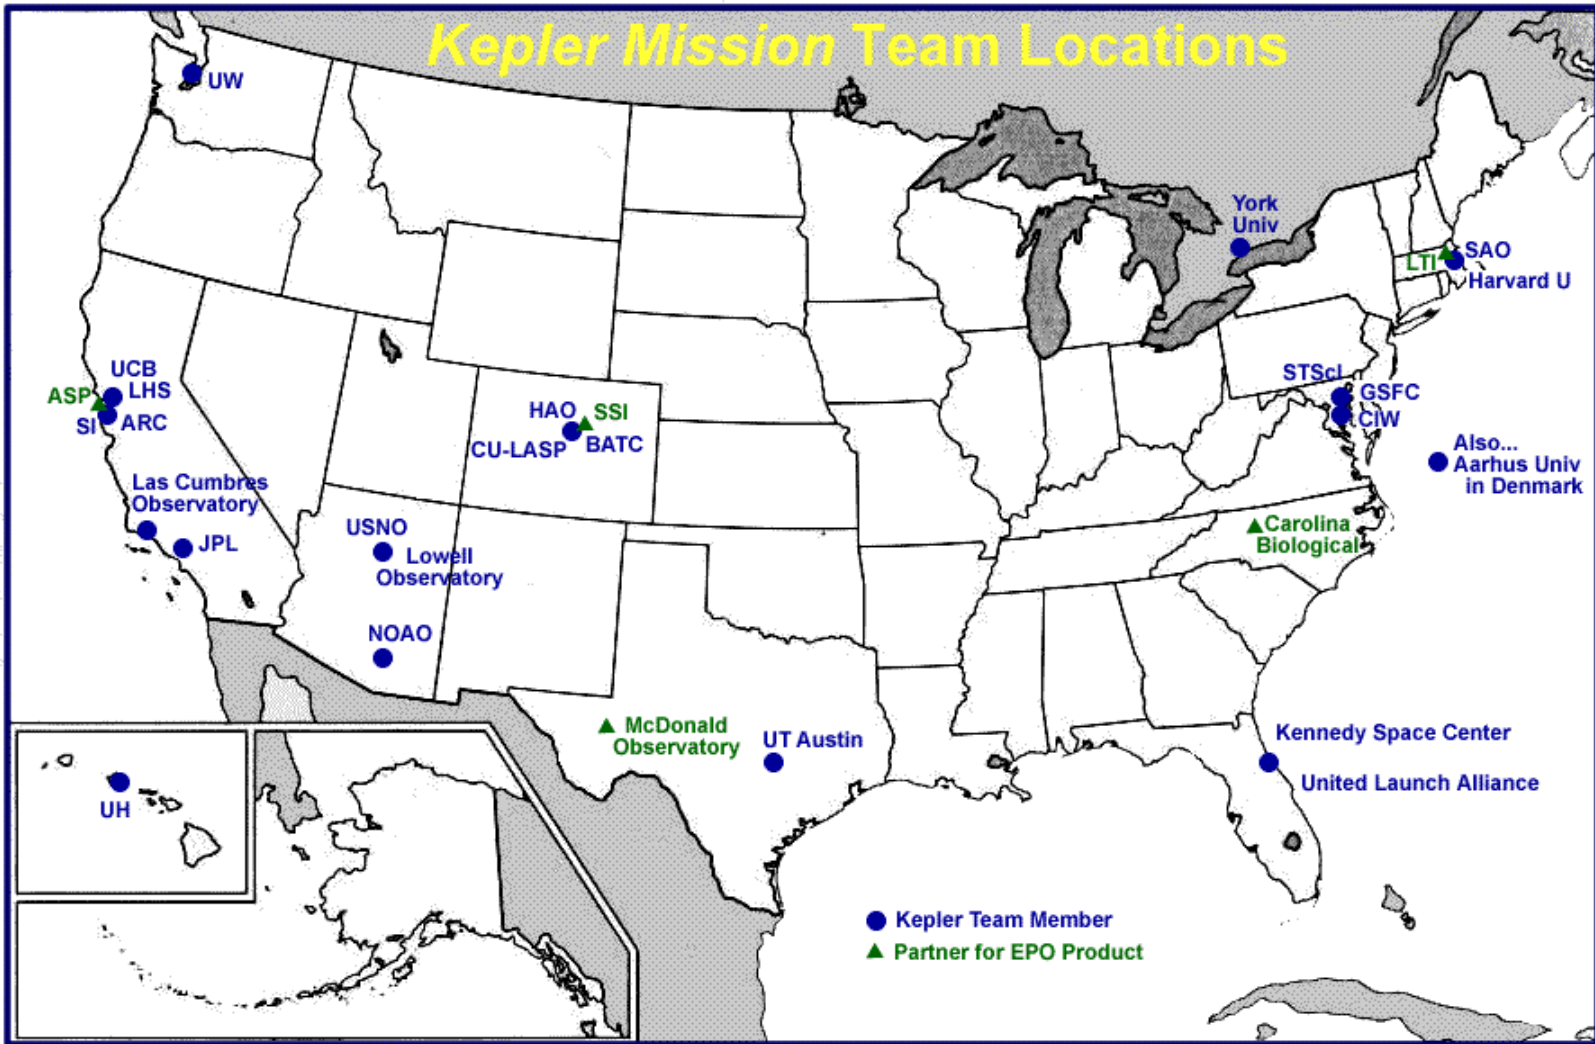 Kepler Mission Team Locations
UW
York
Univ
SAO
LTI
Harvard U
UCB
LHS
ASP
SI
ARC
HAO
SSI
CU-LASP
BATC
STScI
GSFC
CIW
Also...
Aarhus Univ
in Denmark
Las Cumbres
Observatory
JPL
USNO
Lowell
Observatory
NOAO
Carolina
Biological
McDonald
Observatory
UT Austin
Kennedy Space Center
United Launch Alliance
UH
Kepler Team Member
Partner for EPO Product